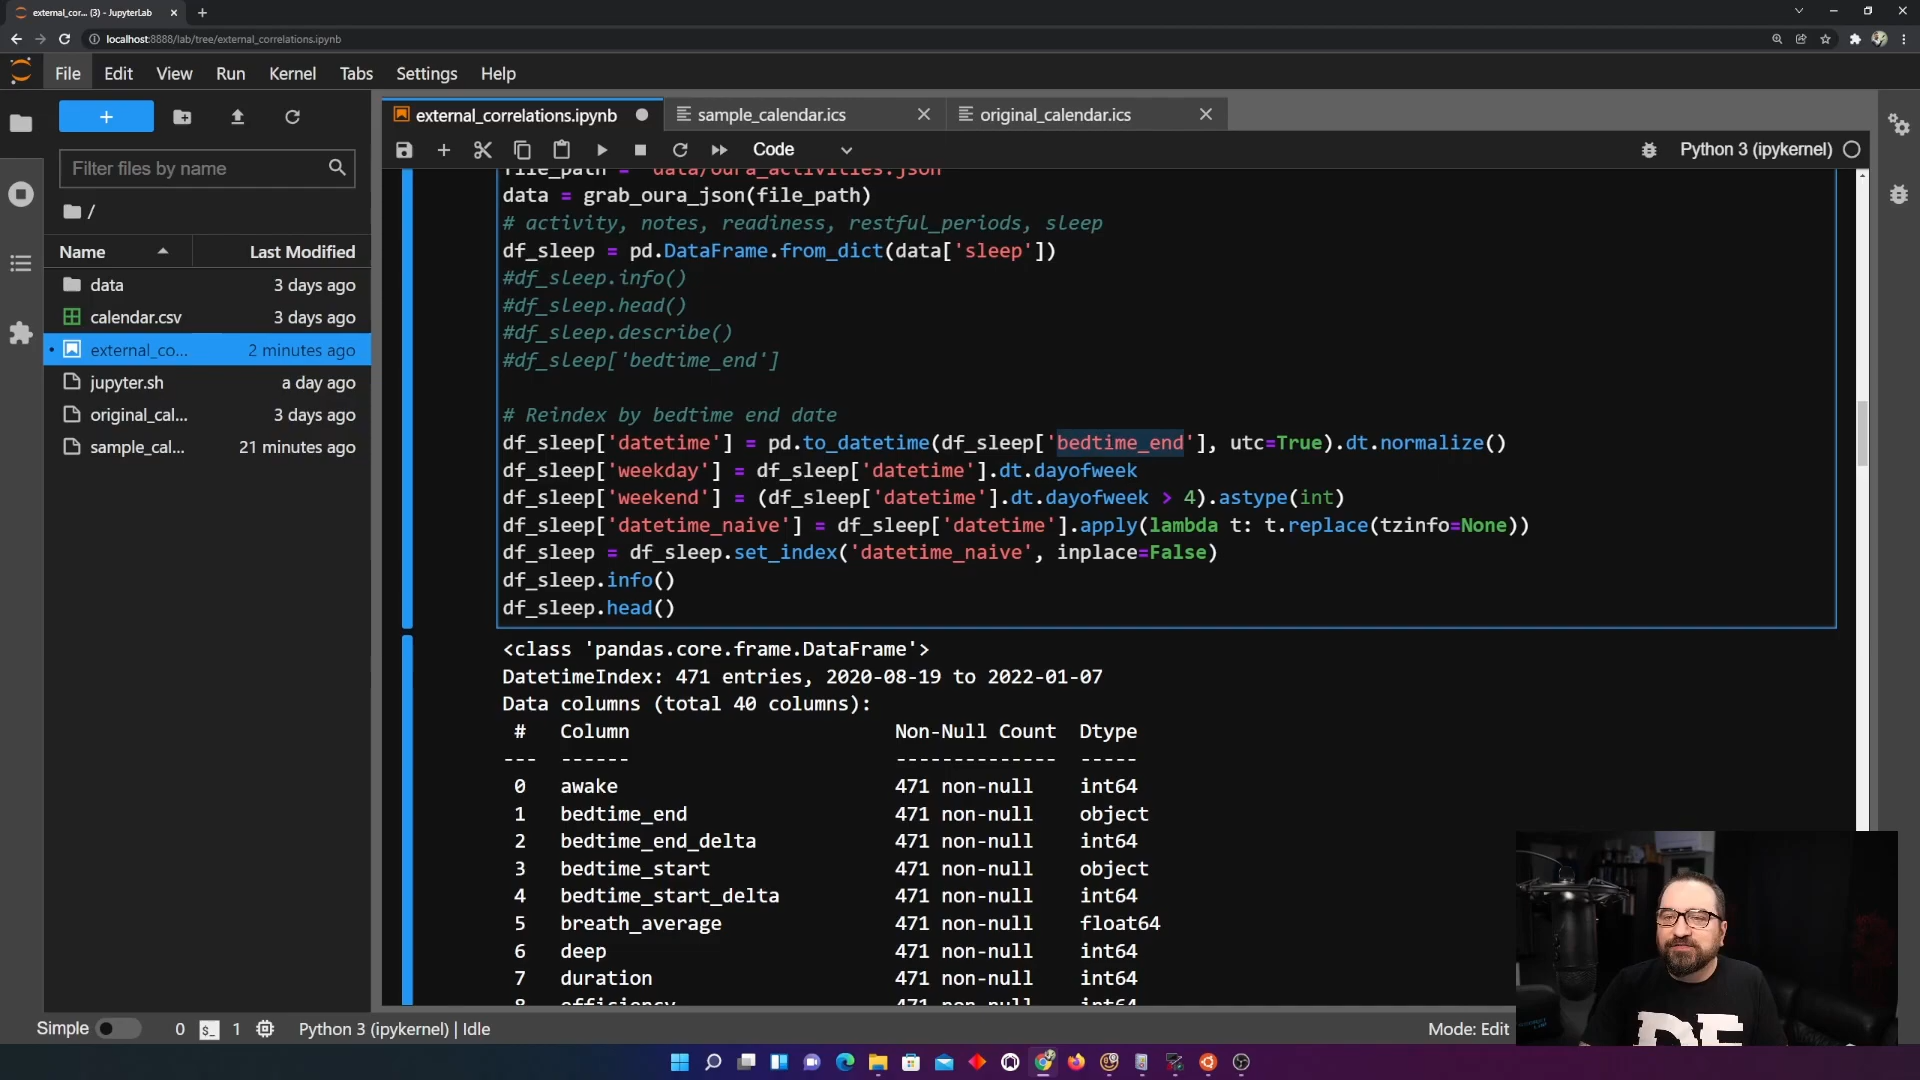 external_cor... (3) - JupyterLab
localhost:8888/lab/tree/external_correlations.ipynb
File Edit View Run Kernel Tabs Settings Help
external_correlations.ipynb
sample_calendar.ics
original_calendar.ics
Code
Python 3 (ipykernel)
Filter files by name
/
Name Last Modified
data 3 days ago
calendar.csv 3 days ago
external_co... 2 minutes ago
jupyter.sh a day ago
original_cal... 3 days ago
sample_cal... 21 minutes ago
file_path = 'data/oura_activities.json'
data = grab_oura_json(file_path)
# activity, notes, readiness, restful_periods, sleep
df_sleep = pd.DataFrame.from_dict(data['sleep'])
#df_sleep.info()
#df_sleep.head()
#df_sleep.describe()
#df_sleep['bedtime_end']
# Reindex by bedtime end date
df_sleep['datetime'] = pd.to_datetime(df_sleep['bedtime_end'], utc=True).dt.normalize()
df_sleep['weekday'] = df_sleep['datetime'].dt.dayofweek
df_sleep['weekend'] = (df_sleep['datetime'].dt.dayofweek > 4).astype(int)
df_sleep['datetime_naive'] = df_sleep['datetime'].apply(lambda t: t.replace(tzinfo=None))
df_sleep = df_sleep.set_index('datetime_naive', inplace=False)
df_sleep.info()
df_sleep.head()
<class 'pandas.core.frame.DataFrame'>
DatetimeIndex: 471 entries, 2020-08-19 to 2022-01-07
Data columns (total 40 columns):
# Column Non-Null Count Dtype
--- ------ -------------- -----
0 awake 471 non-null int64
1 bedtime_end 471 non-null object
2 bedtime_end_delta 471 non-null int64
3 bedtime_start 471 non-null object
4 bedtime_start_delta 471 non-null int64
5 breath_average 471 non-null float64
6 deep 471 non-null int64
7 duration 471 non-null int64
8 efficiency 471 non-null int64
Simple 0 $_ 1 Python 3 (ipykernel) | Idle
Mode: Edit